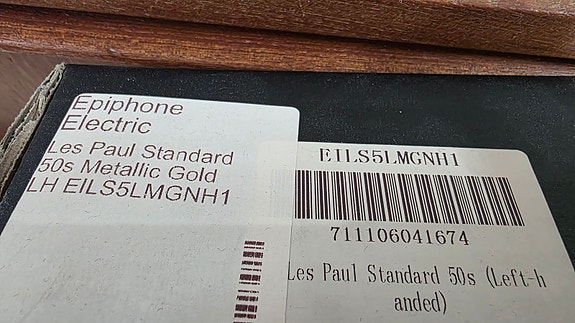 Epiphone
Electric
Les Paul Standard
50s Metallic Gold
LH EILS5LMGNH1
EILS5LMGNH1
711106041674
Les Paul Standard 50s (Left-h
anded)